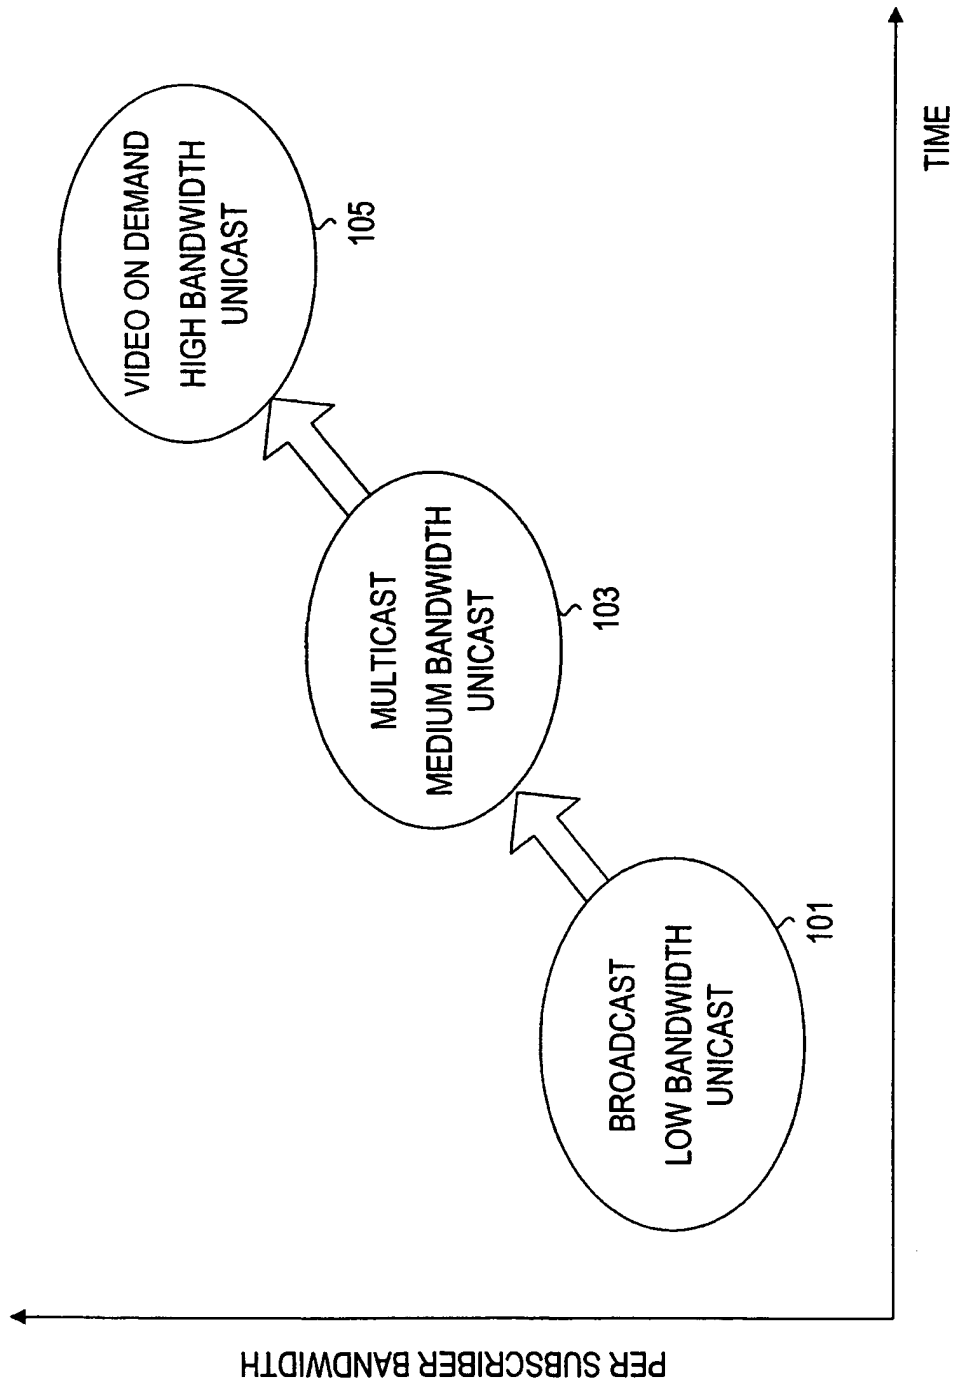 PER SUBSCRIBER BANDWIDTH
BROADCAST
LOW BANDWIDTH
UNICAST
101
MULTICAST
MEDIUM BANDWIDTH
UNICAST
103
VIDEO ON DEMAND
HIGH BANDWIDTH
UNICAST
105
TIME